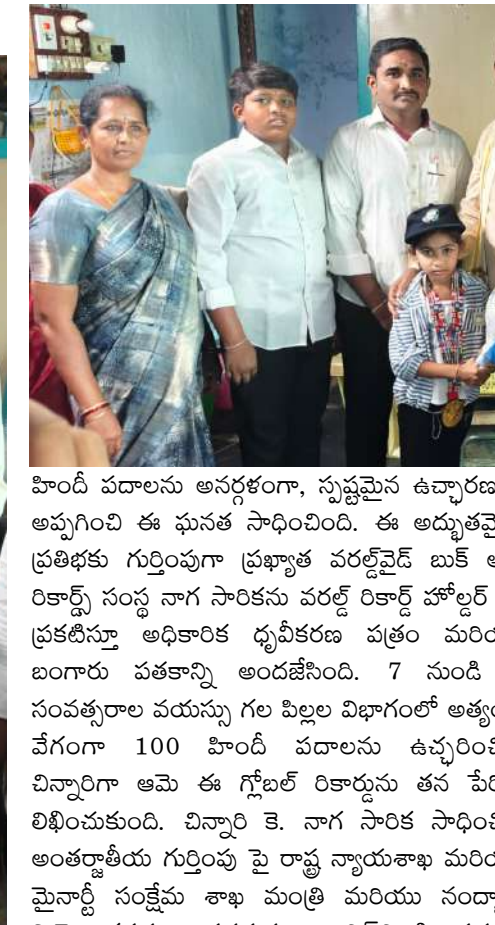 హిందీ పదాలను అనర్గళంగా, స్పష్టమైన ఉచ్ఛారణ
అప్పగించి ఈ ఘనత సాధించింది. ఈ అద్భుతమై
ప్రతిభకు గుర్తింపుగా ప్రఖ్యాత వరల్డ్‌వైడ్ బుక్
రికార్డ్స్ సంస్థ నాగ సారికను వరల్డ్ రికార్డ్ హోల్డర్
ప్రకటిస్తూ అధికారిక ధృవీకరణ పత్రం మరియ
బంగారు పతకాన్ని అందజేసింది. 7 నుండి
సంవత్సరాల వయస్సు గల పిల్లల విభాగంలో అత్యం
వేగంగా 100 హిందీ పదాలను ఉచ్చరించి
చిన్నారిగా ఆమె ఈ గ్లోబల్ రికార్డును తన పేరి
లిఖించుకుంది. చిన్నారి కె. నాగ సారిక సాధించి
అంతర్జాతీయ గుర్తింపు పై రాష్ట్ర న్యాయశాఖ మరియ
మైనార్టీ సంక్షేమ శాఖ మంత్రి మరియు నంద్యా